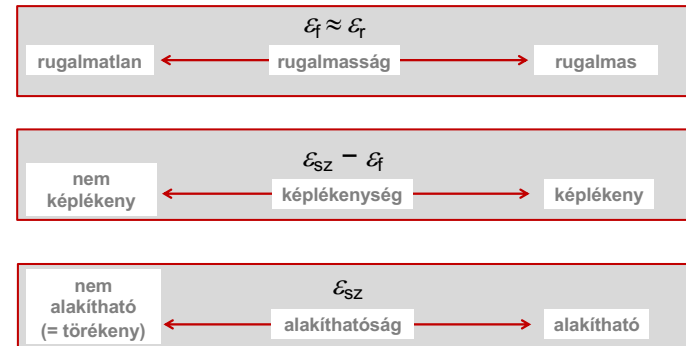 εf ≈ εr
rugalmatlan rugalmasság rugalmas
εsz − εf
nem
képlékeny képlékenység képlékeny
εsz
nem
alakítható
(= törékeny) alakíthatóság alakítható